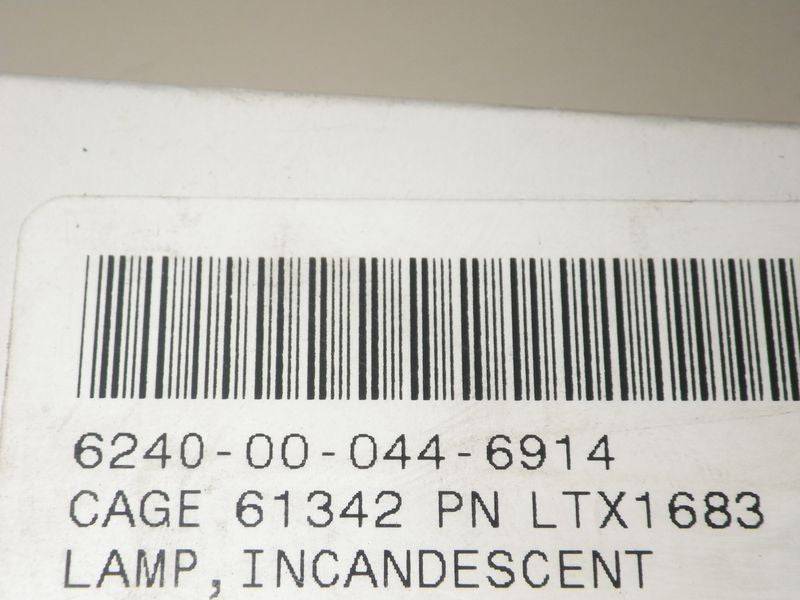 6240-00-044-6914
CAGE 61342 PN LTX1683
LAMP,INCANDESCENT